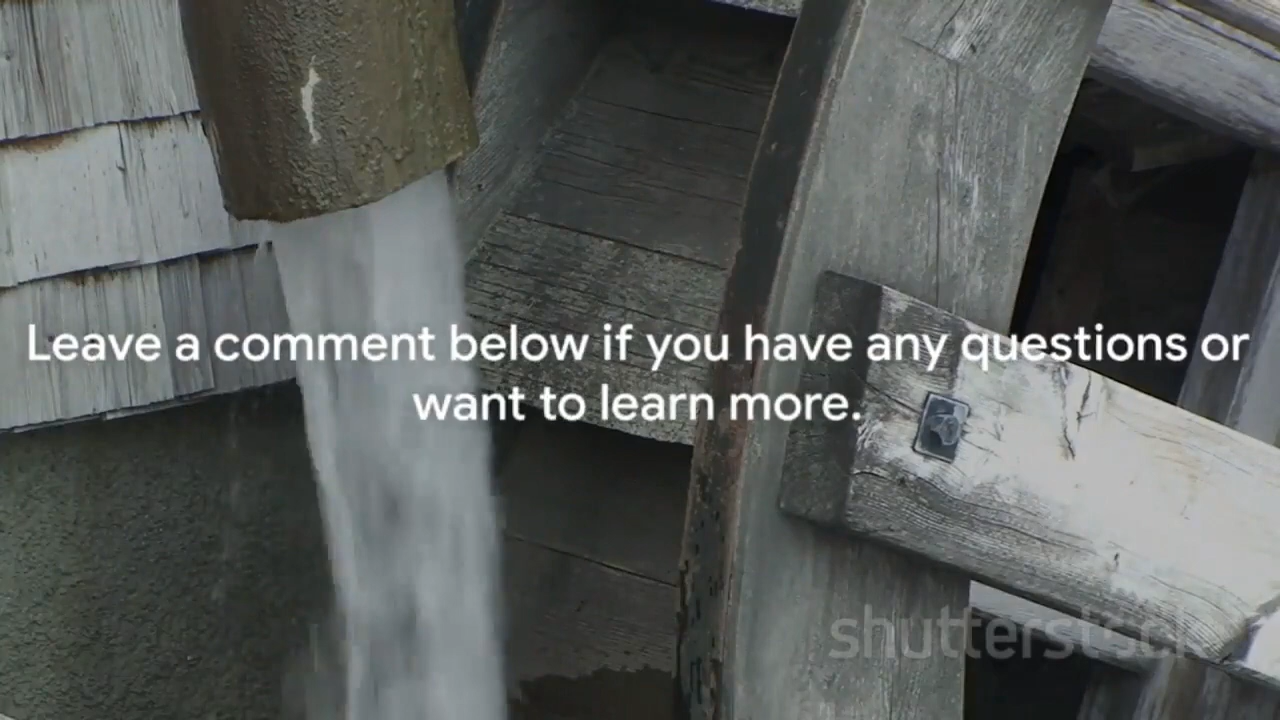 Leave a comment below if you have any questions or
want to learn more.
shutterstock